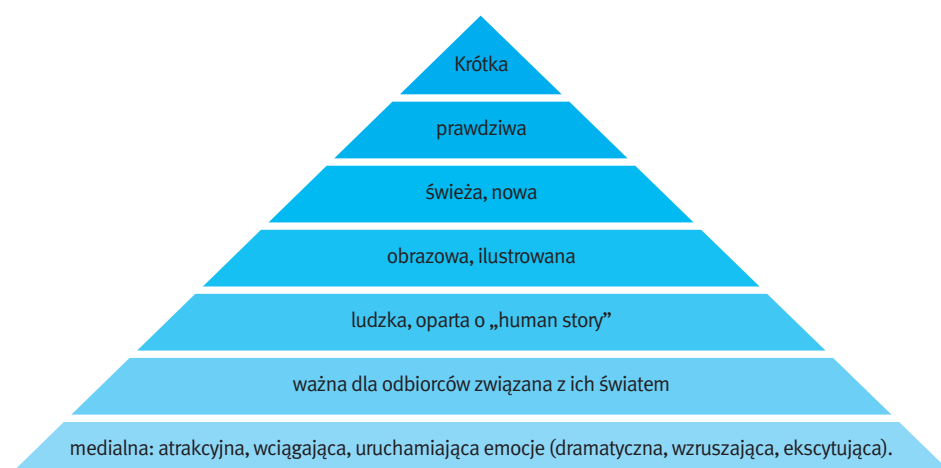 Krótka
prawdziwa
świeża, nowa
obrazowa, ilustrowana
ludzka, oparta o „human story”
ważna dla odbiorców związana z ich światem
medialna: atrakcyjna, wciągająca, uruchamiająca emocje (dramatyczna, wzruszająca, ekscytująca).